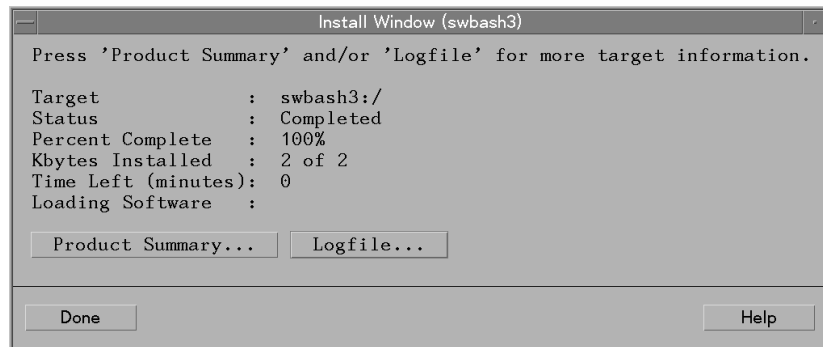 Install Window (swbash3)
Press 'Product Summary' and/or 'Logfile' for more target information.
Target : swbash3:/
Status : Completed
Percent Complete : 100%
Kbytes Installed : 2 of 2
Time Left (minutes): 0
Loading Software :
Product Summary... Logfile...
Done Help